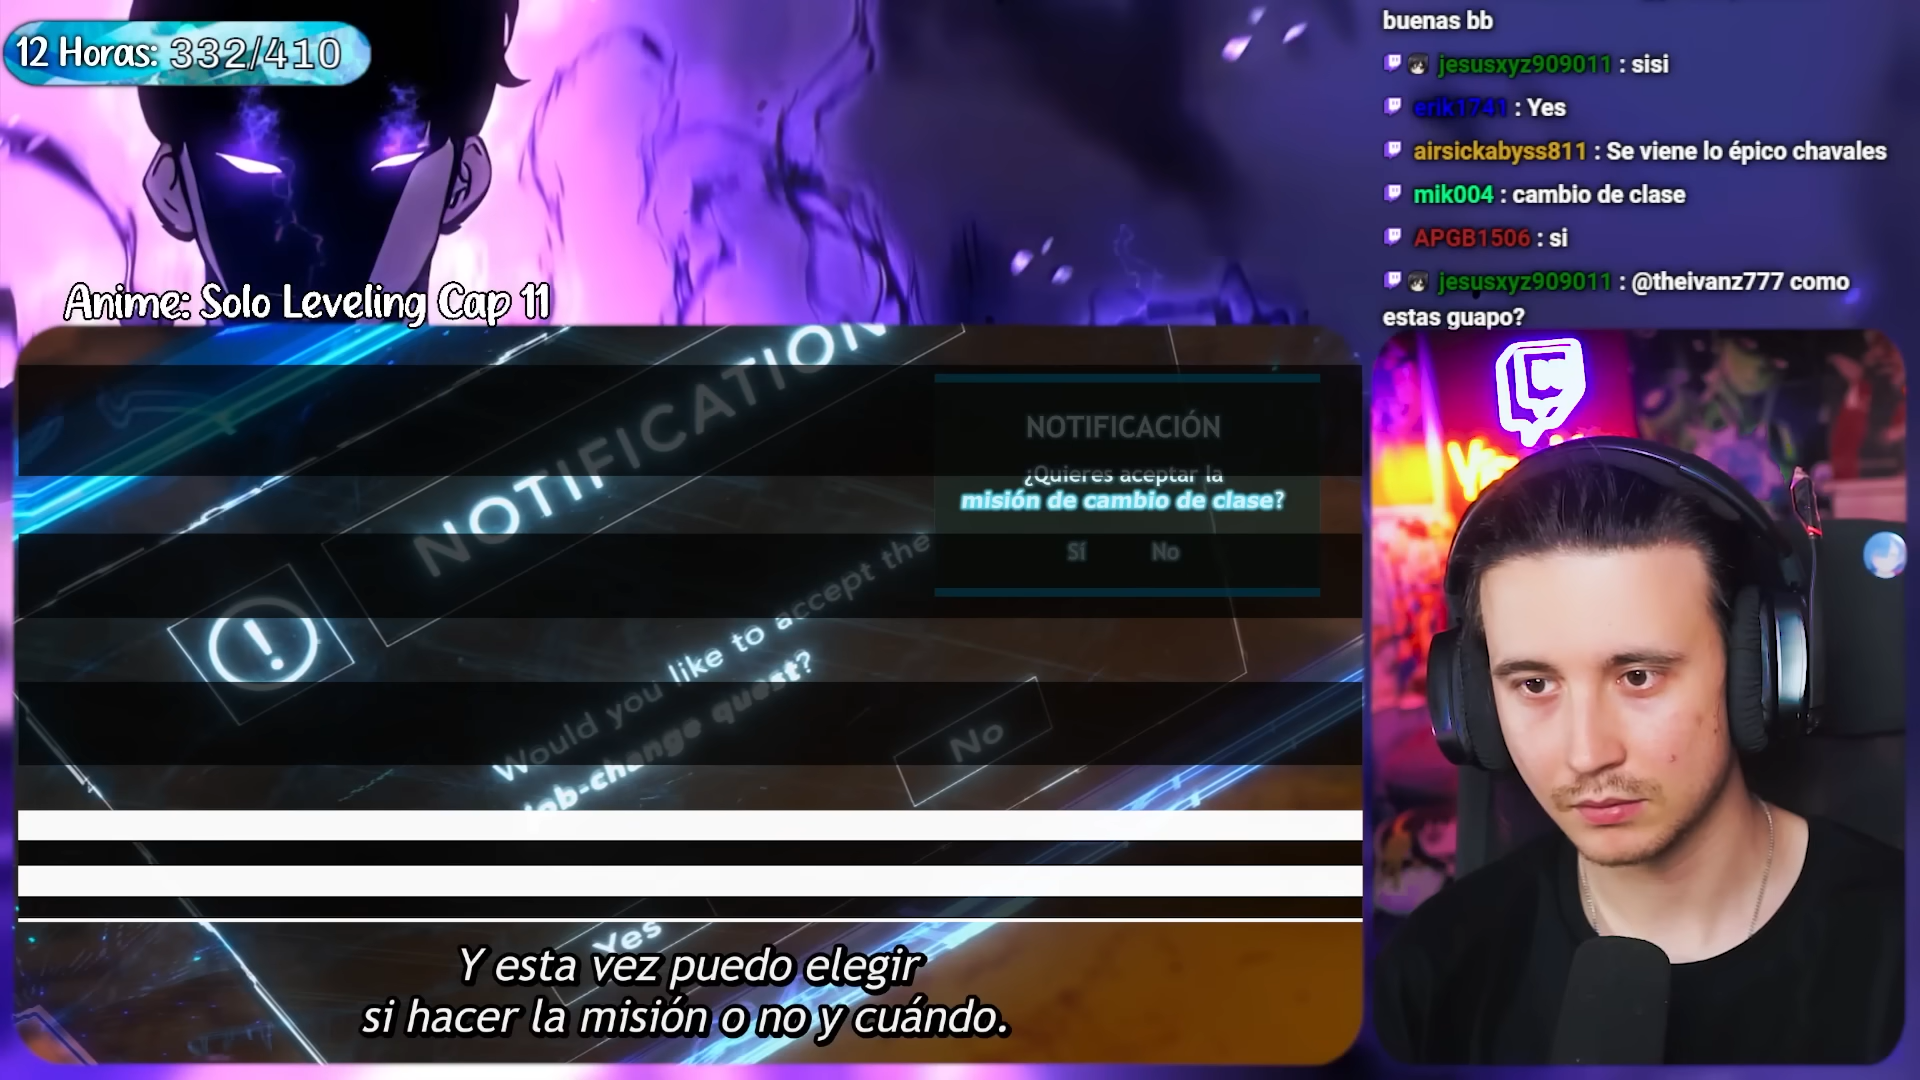 12 Horas: 332/410
Anime: Solo Leveling Cap 11
buenas bb
jesusxyz909011 : sisi
erik1741 : Yes
airsickabyss811 : Se viene lo épico chavales
mik004 : cambio de clase
APGB1506 : si
jesusxyz909011 : @theivanz777 como
estas guapo?
NOTIFICATION
!
Would you like to accept the
job-change quest?
No
Yes
NOTIFICACIÓN
¿Quieres aceptar la
misión de cambio de clase?
Sí No
Y esta vez puedo elegir
si hacer la misión o no y cuándo.